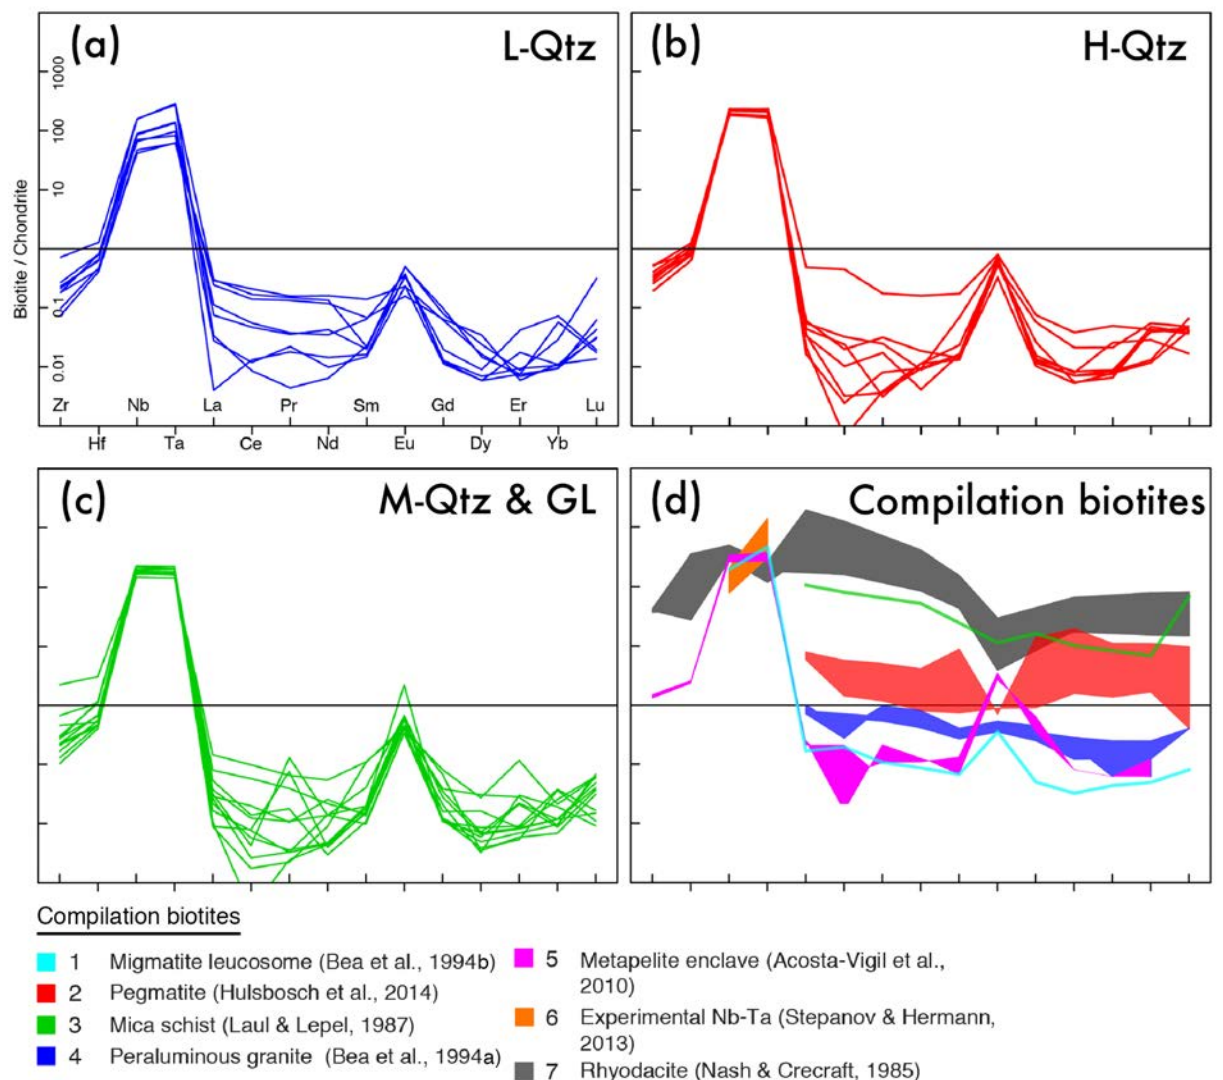 (a) L-Qtz
(b) H-Qtz
Biotite / Chondrite
1000
100
10
0.1
0.01
Zr Nb La Pr Sm Gd Er Lu
Hf Ta Ce Nd Eu Dy Yb
(c) M-Qtz & GL
(d) Compilation biotites
Compilation biotites
1 Migmatite leucosome (Bea et al., 1994b)
2 Pegmatite (Hulsbosch et al., 2014)
3 Mica schist (Laul & Lepel, 1987)
4 Peraluminous granite (Bea et al., 1994a)
5 Metapelite enclave (Acosta-Vigil et al.,
2010)
6 Experimental Nb-Ta (Stepanov & Hermann,
2013)
7 Rhyodacite (Nash & Crecraft, 1985)